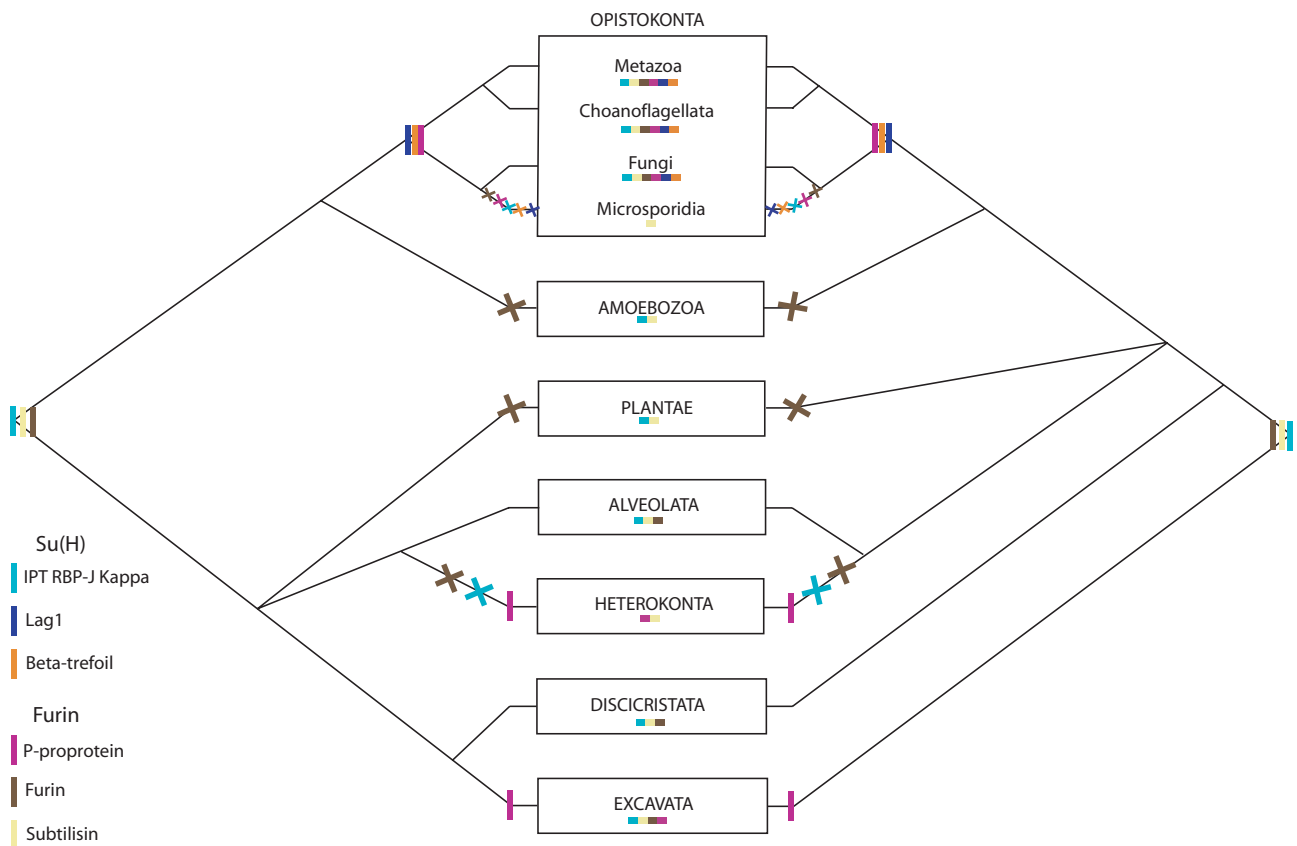 OPISTOKONTA
Metazoa
Choanoflagellata
Fungi
Microsporidia
AMOEBOZOA
PLANTAE
ALVEOLATA
HETEROKONTA
DISCICRISTATA
EXCAVATA
Su(H)
IPT RBP-J Kappa
Lag1
Beta-trefoil
Furin
P-proprotein
Furin
Subtilisin